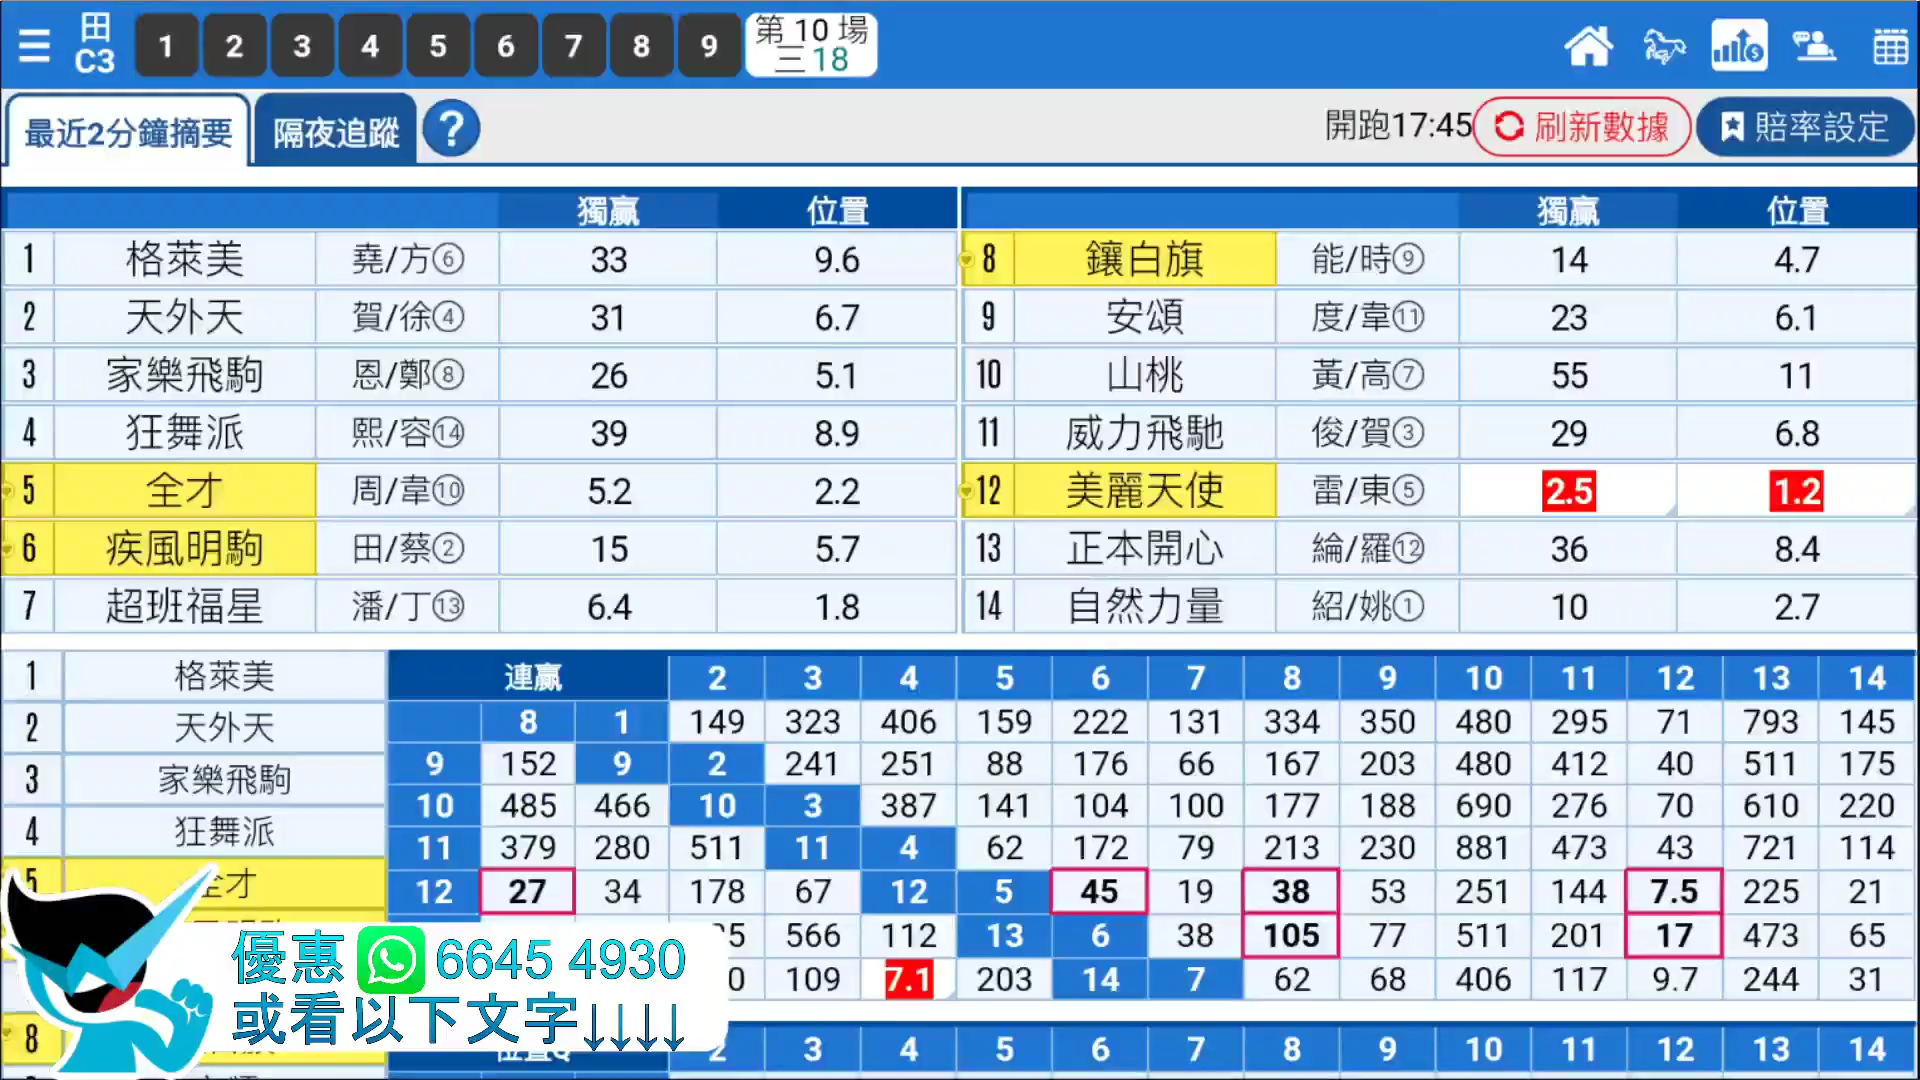 田 C3 1 2 3 4 5 6 7 8 9 第 10 場 三 18
最近2分鐘摘要 隔夜追蹤 ? 開跑17:45 刷新數據 賠率設定
獨贏 位置 獨贏 位置
1 格萊美 堯/方⑥ 33 9.6 8 鑲白旗 能/時⑨ 14 4.7
2 天外天 賀/徐④ 31 6.7 9 安頌 度/韋⑪ 23 6.1
3 家樂飛駒 恩/鄭⑧ 26 5.1 10 山桃 黃/高⑦ 55 11
4 狂舞派 熙/容⑭ 39 8.9 11 威力飛馳 俊/賀③ 29 6.8
5 全才 周/韋⑩ 5.2 2.2 12 美麗天使 雷/東⑤ 2.5 1.2
6 疾風明駒 田/蔡② 15 5.7 13 正本開心 綸/羅⑫ 36 8.4
7 超班福星 潘/丁⑬ 6.4 1.8 14 自然力量 紹/姚① 10 2.7
1 格萊美 連贏 2 3 4 5 6 7 8 9 10 11 12 13 14
2 天外天 8 1 149 323 406 159 222 131 334 350 480 295 71 793 145
3 家樂飛駒 9 152 9 2 241 251 88 176 66 167 203 480 412 40 511 175
4 狂舞派 10 485 466 10 3 387 141 104 100 177 188 690 276 70 610 220
11 379 280 511 11 4 62 172 79 213 230 881 473 43 721 114
5 全才 12 27 34 178 67 12 5 45 19 38 53 251 144 7.5 225 21
566 112 13 6 38 105 77 511 201 17 473 65
109 7.1 203 14 7 62 68 406 117 9.7 244 31
優惠 6645 4930
或看以下文字↓↓↓↓
8 位置Q 2 3 4 5 6 7 8 9 10 11 12 13 14